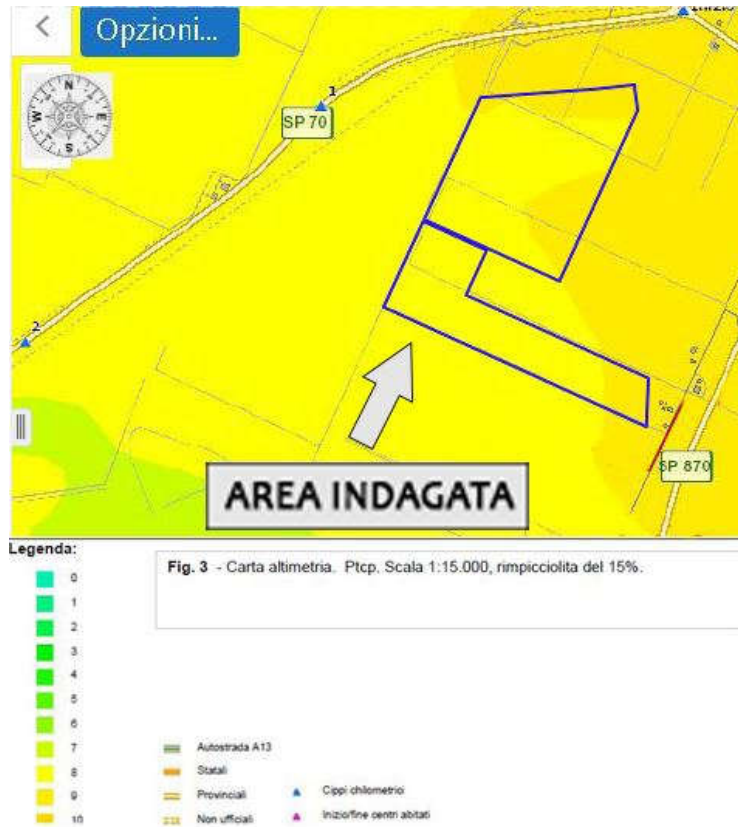 Opzioni...
Inizio
N
W
E
S
1
SP 70
2
SP 870
AREA INDAGATA
Legenda:
Fig. 3 - Carta altimetria. Ptcp. Scala 1:15.000, rimpicciolita del 15%.
0
1
2
3
4
5
6
7
8
9
10
Autostrada A13
Statali
Provinciali
Non ufficiali
Cippi chilometrici
Inizio/fine centri abitati